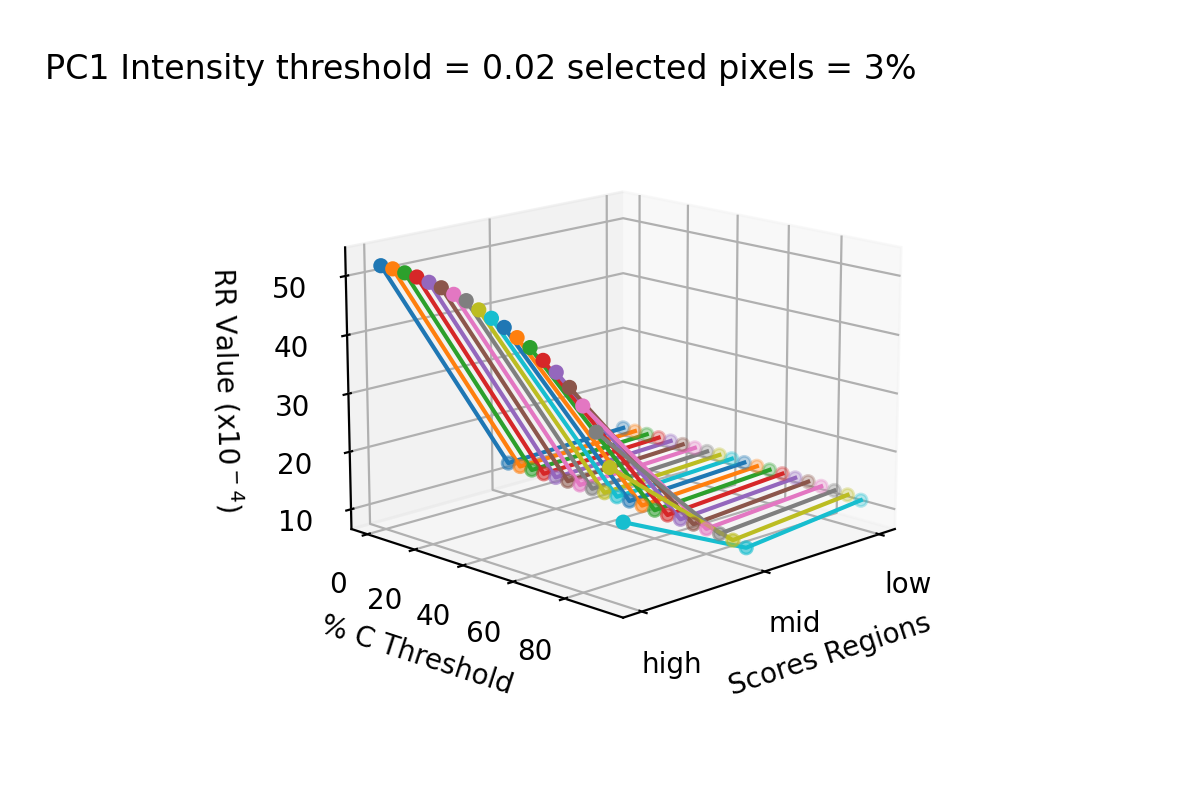 PC1 Intensity threshold = 0.02 selected pixels = 3%
RR Value (x10⁻⁴)
50
40
30
20
10
0
20
40
60
80
% C Threshold
high
mid
low
Scores Regions